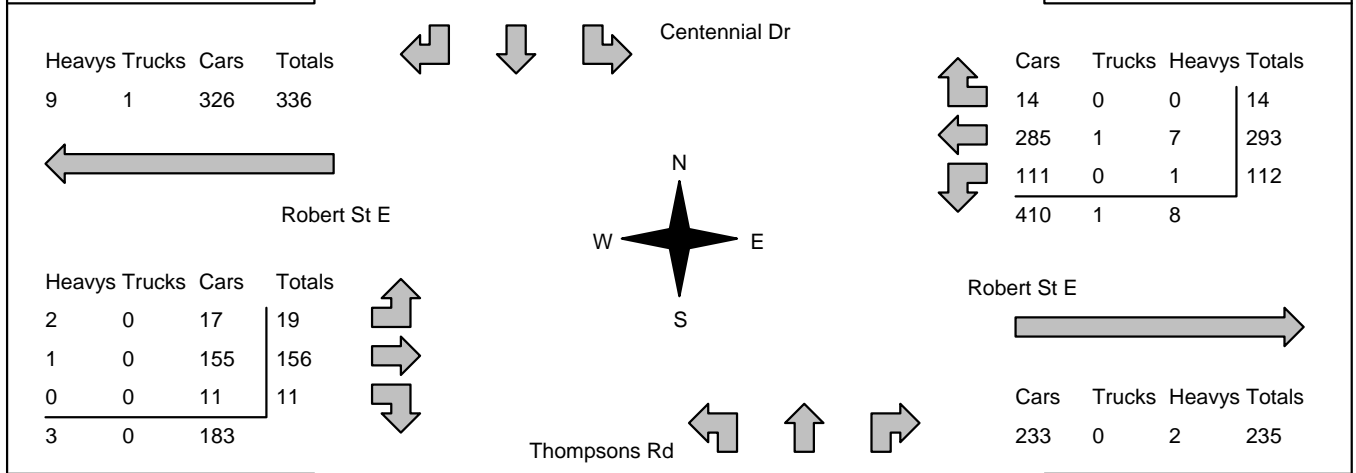 Centennial Dr
Heavys Trucks Cars Totals
9 1 326 336
Cars Trucks Heavys Totals
14 0 0 14
285 1 7 293
111 0 1 112
410 1 8
Robert St E
N
W E
S
Heavys Trucks Cars Totals
2 0 17 19
1 0 155 156
0 0 11 11
3 0 183
Robert St E
Cars Trucks Heavys Totals
233 0 2 235
Thompsons Rd